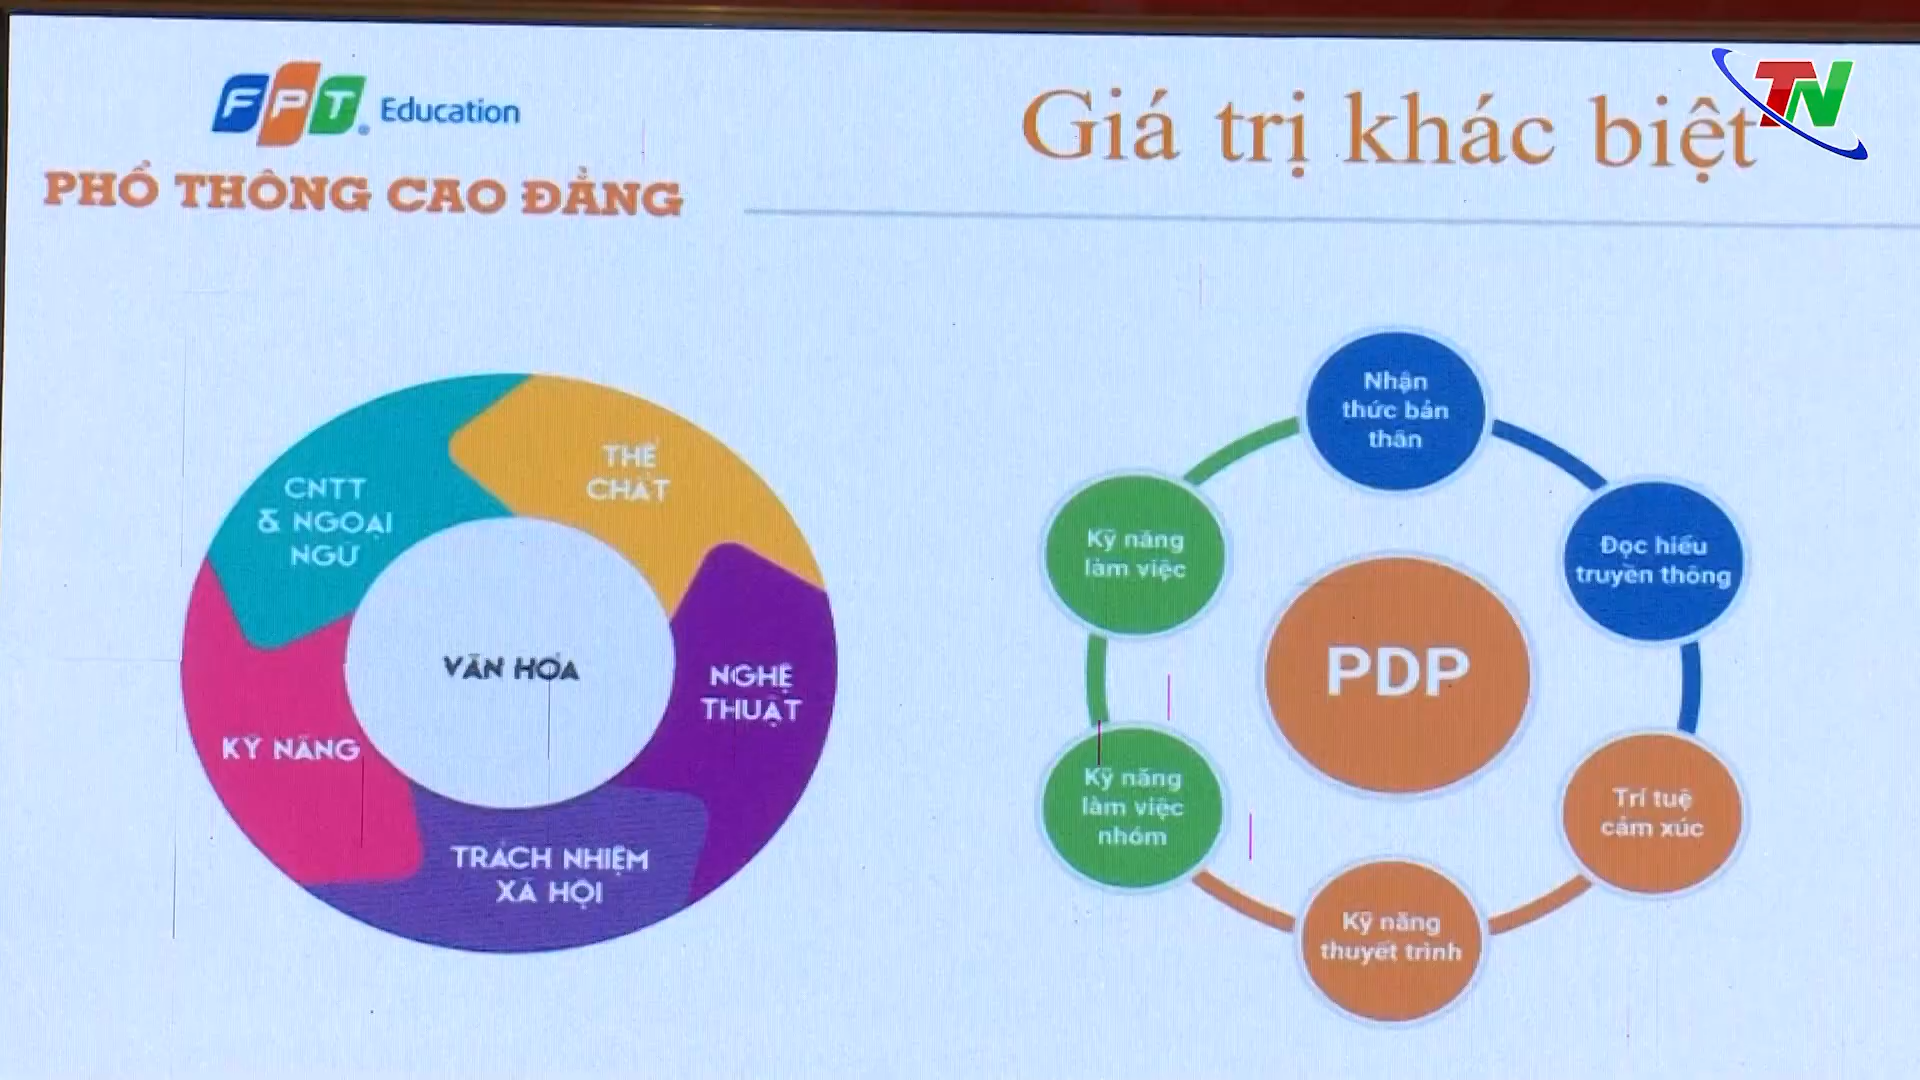 FPT Education
PHỔ THÔNG CAO ĐẲNG
Giá trị khác biệt
TN
THỂ
CHẤT
CNTT
& NGOẠI
NGỮ
VĂN HÓA
NGHỆ
THUẬT
KỸ NĂNG
TRÁCH NHIỆM
XÃ HỘI
Nhận
thức bản
thân
Kỹ năng
làm việc
Đọc hiểu
truyền thông
PDP
Kỹ năng
làm việc
nhóm
Trí tuệ
cảm xúc
Kỹ năng
thuyết trình